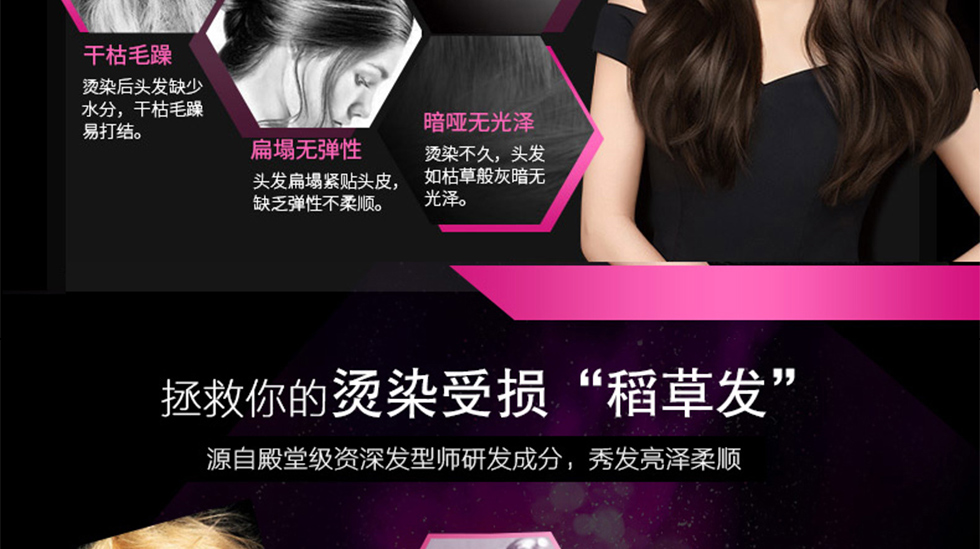 干枯毛躁
烫染后头发缺少
水分，干枯毛躁
易打结。
扁塌无弹性
头发扁塌紧贴头皮，
缺乏弹性不柔顺。
暗哑无光泽
烫染不久，头发
如枯草般灰暗无
光泽。
拯救你的烫染受损“稻草发”
源自殿堂级资深发型师研发成分，秀发亮泽柔顺